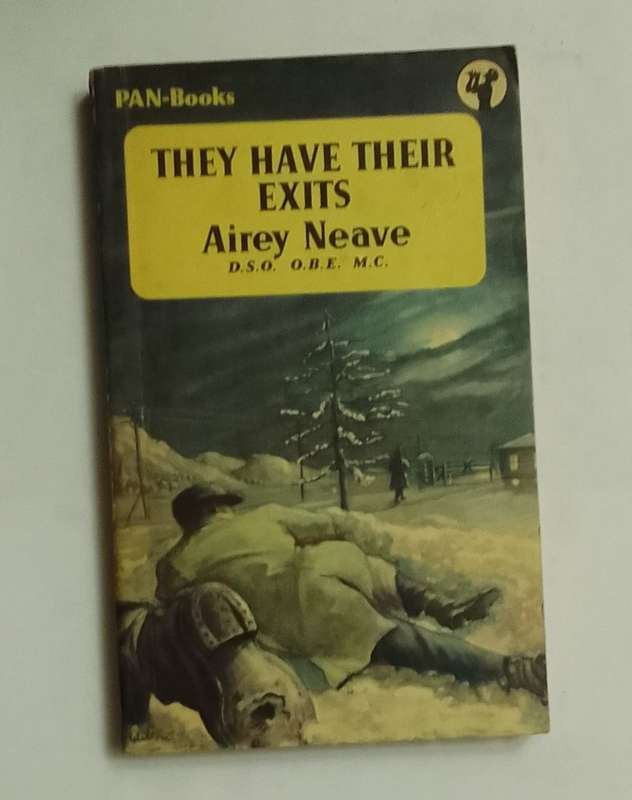 PAN-Books
THEY HAVE THEIR
EXITS
Airey Neave
D.S.O. O.B.E. M.C.